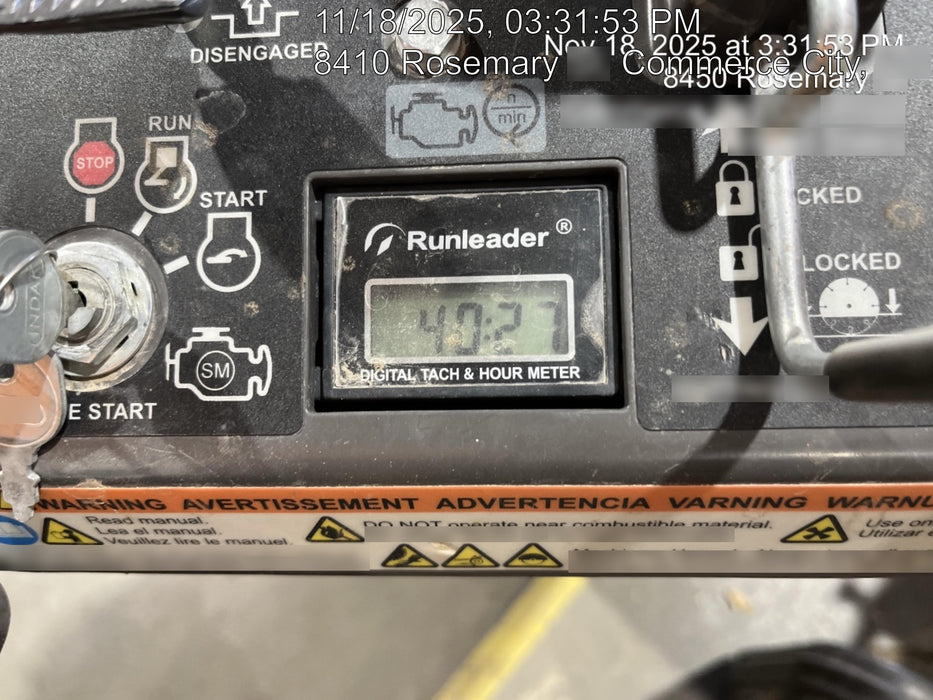 11/18/2025, 03:31:53 PM
Nov 18, 2025 at 3:31:53 PM
8410 Rosemary Commerce City,
8450 Rosemary
DISENGAGED
n
min
STOP
RUN
START
CKED
LOCKED
Runleader ®
40:27
DIGITAL TACH & HOUR METER
SM
E START
WARNING AVERTISSEMENT ADVERTENCIA VARNING WARNU
Read manual.
Lea el manual.
Veuillez lire le manuel.
DO NOT operate near combustible material.
Use on
Utilizar e